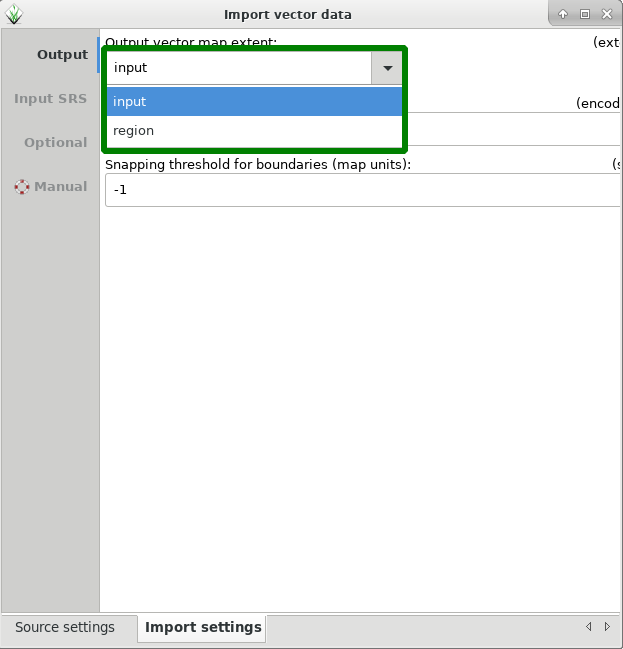 Import vector data
Output
Input SRS
Optional
Manual
Output vector map extent:
(exte
input
input
region
(encod
Snapping threshold for boundaries (map units):
(s
-1
Source settings
Import settings